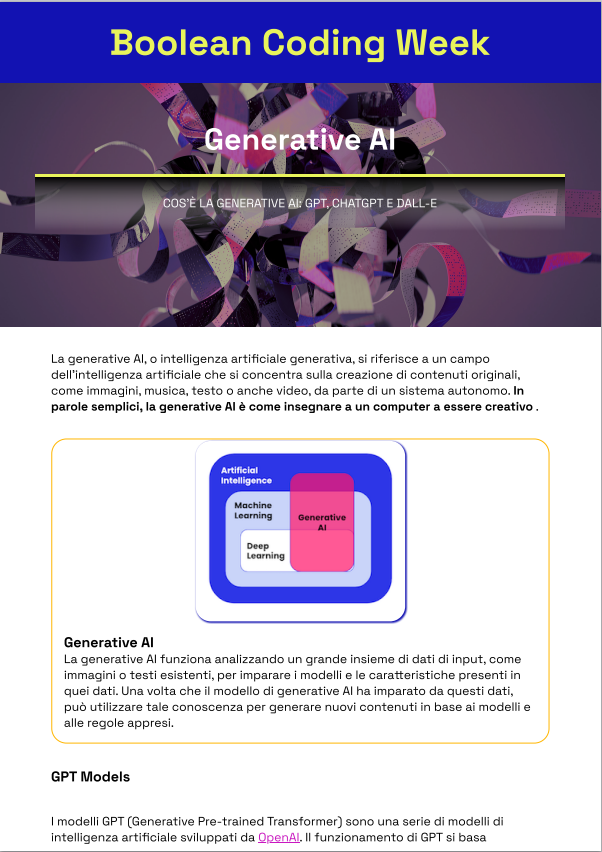 Boolean Coding Week
Generative AI
COS'È LA GENERATIVE AI: GPT, CHATGPT E DALL-E
La generative AI, o intelligenza artificiale generativa, si riferisce a un campo
dell'intelligenza artificiale che si concentra sulla creazione di contenuti originali,
come immagini, musica, testo o anche video, da parte di un sistema autonomo. In
parole semplici, la generative AI è come insegnare a un computer a essere creativo .
Artificial
Intelligence
Machine
Learning
Generative
AI
Deep
Learning
Generative AI
La generative AI funziona analizzando un grande insieme di dati di input, come
immagini o testi esistenti, per imparare i modelli e le caratteristiche presenti in
quei dati. Una volta che il modello di generative AI ha imparato da questi dati,
può utilizzare tale conoscenza per generare nuovi contenuti in base ai modelli e
alle regole appresi.
GPT Models
I modelli GPT (Generative Pre-trained Transformer) sono una serie di modelli di
intelligenza artificiale sviluppati da OpenAI. Il funzionamento di GPT si basa